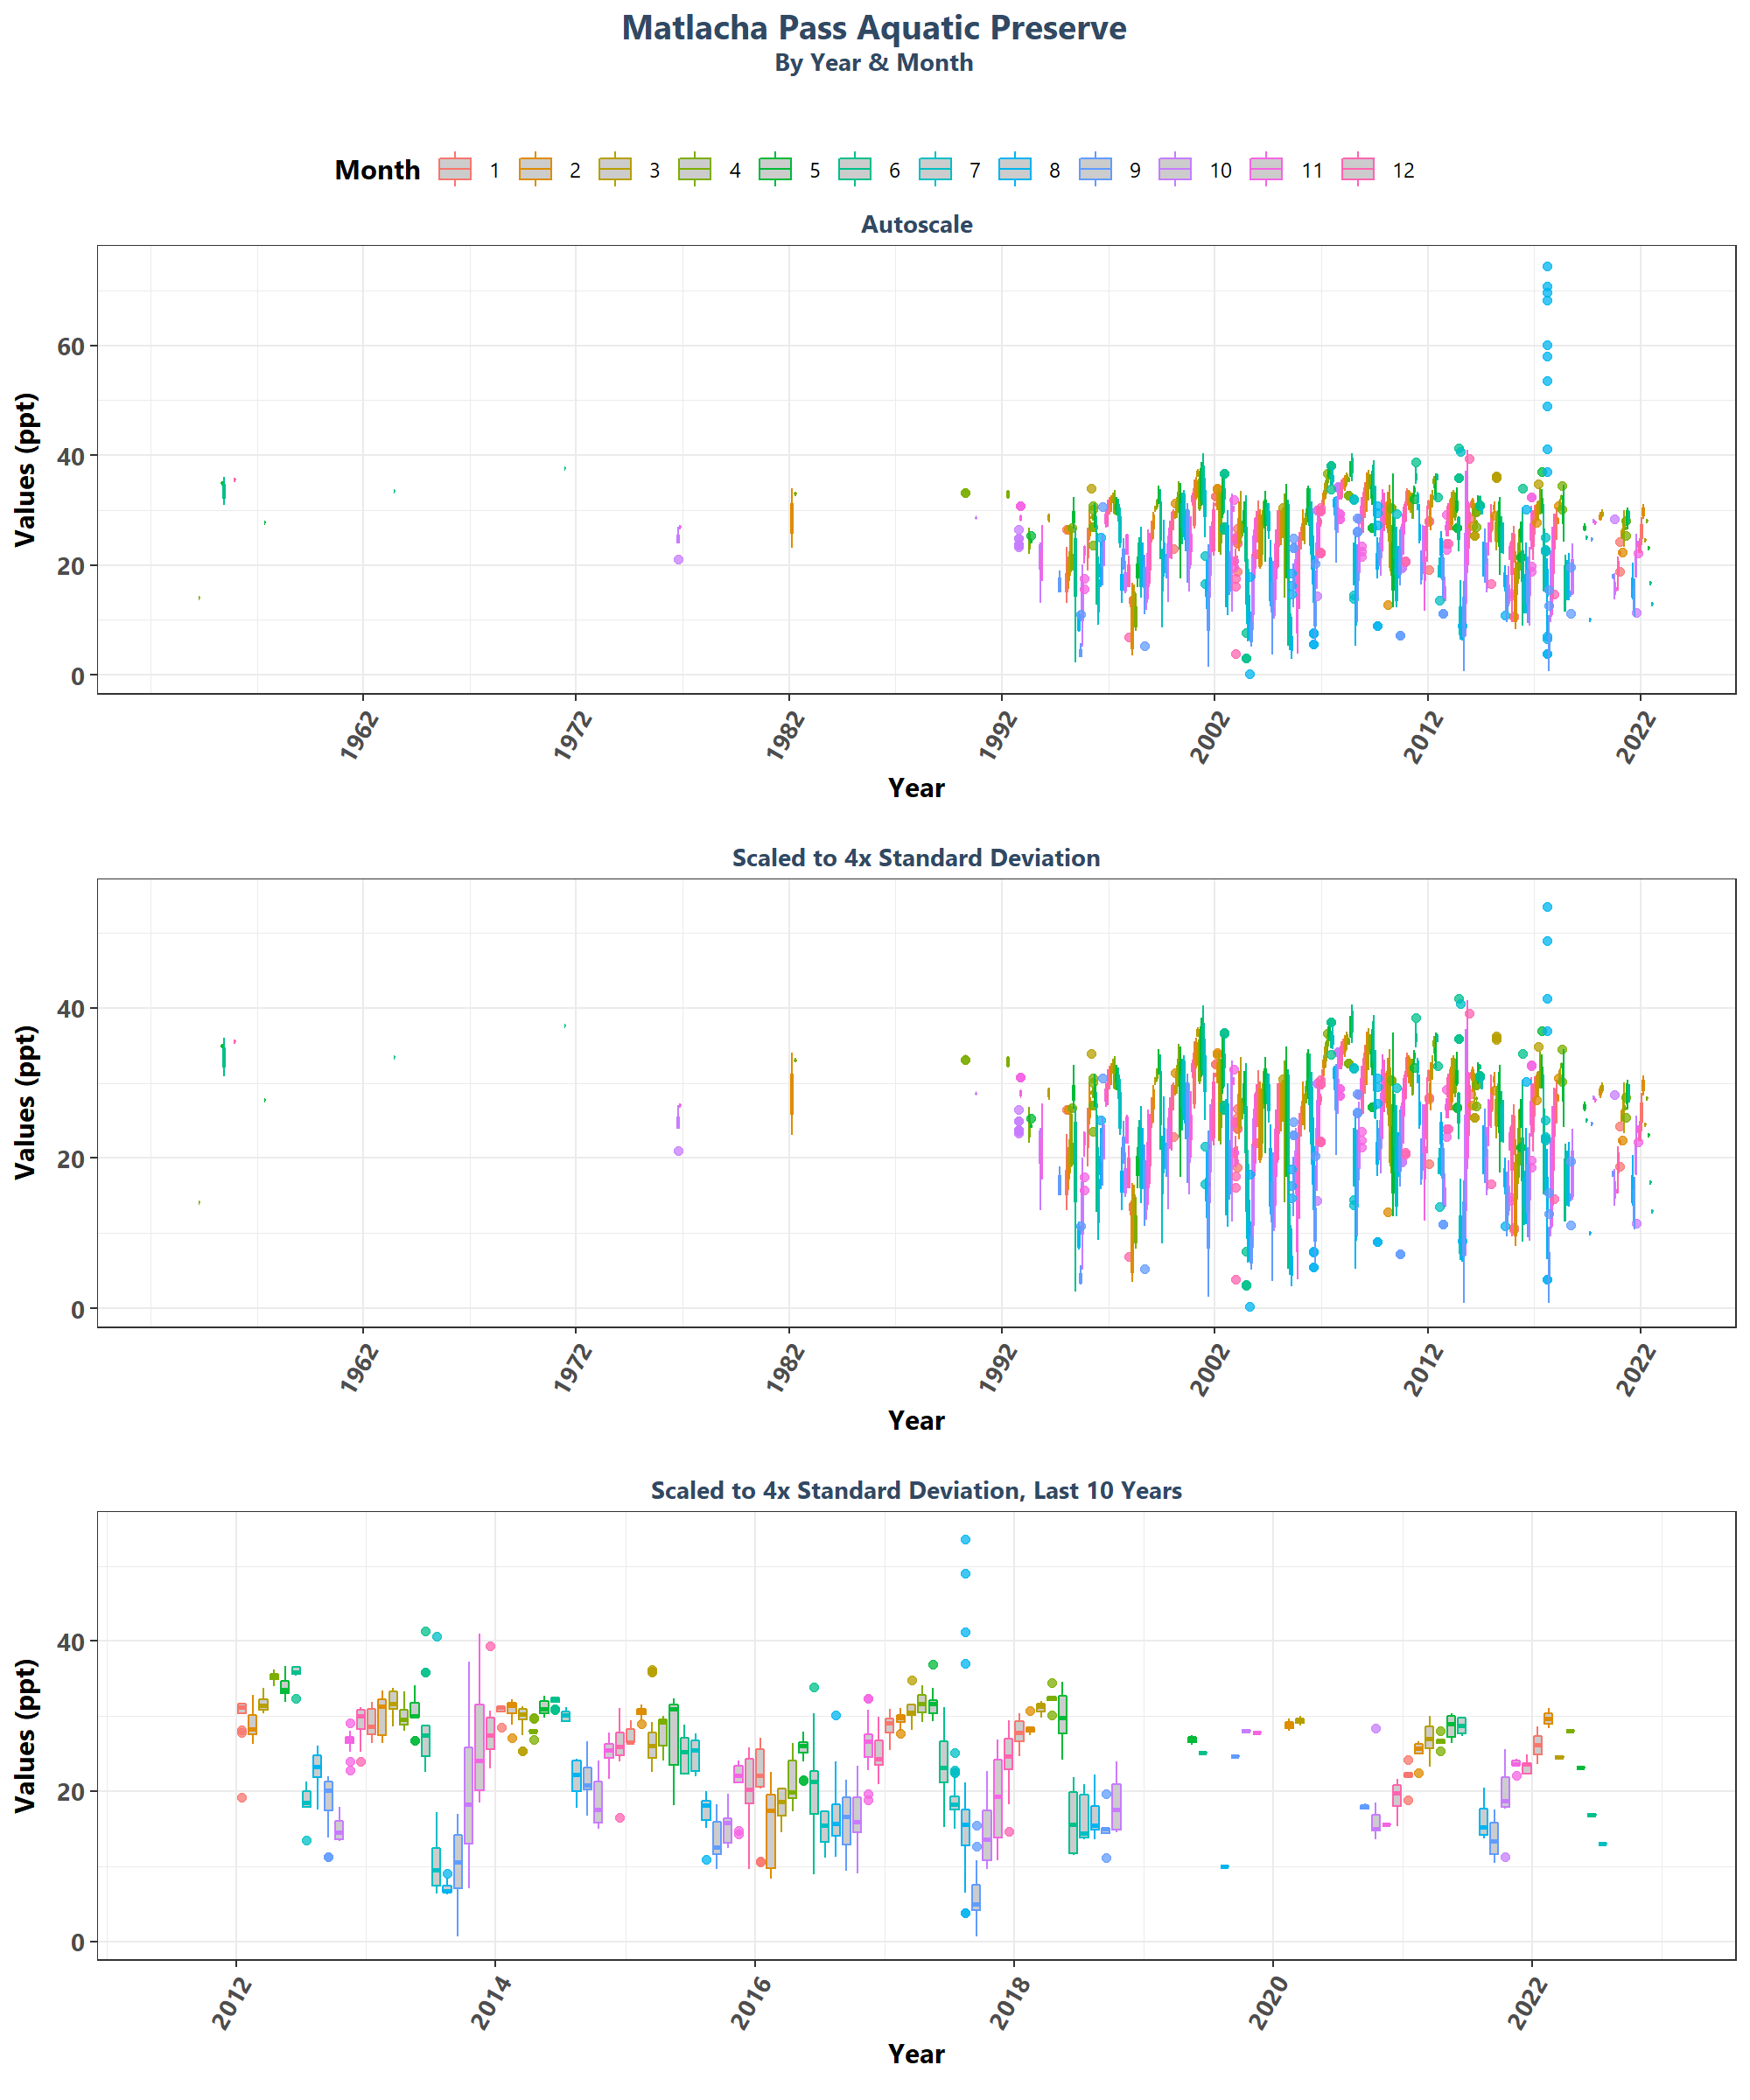 Matlacha Pass Aquatic Preserve
By Year & Month
Month 1 2 3 4 5 6 7 8 9 10 11 12
Autoscale
Values (ppt)
60
40
20
0
1962 1972 1982 1992 2002 2012 2022
Year
Scaled to 4x Standard Deviation
Values (ppt)
40
20
0
1962 1972 1982 1992 2002 2012 2022
Year
Scaled to 4x Standard Deviation, Last 10 Years
Values (ppt)
40
20
0
2012 2014 2016 2018 2020 2022
Year